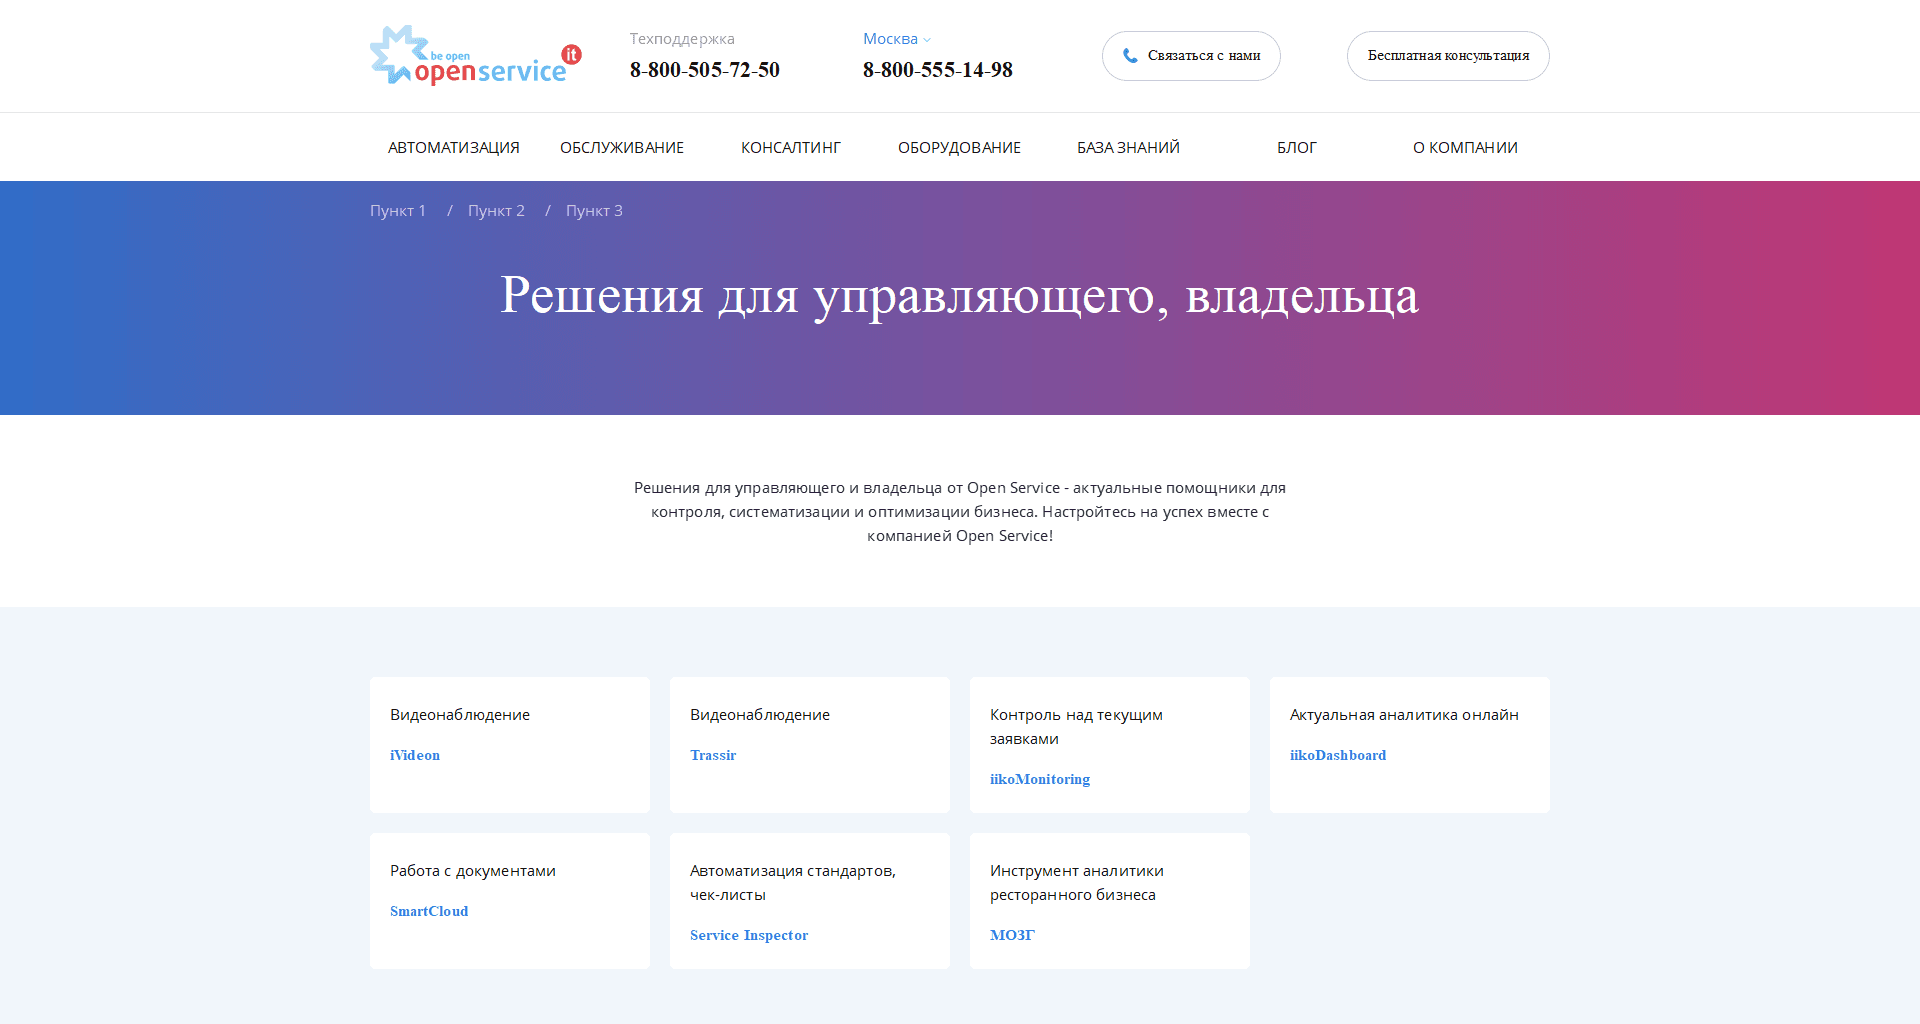 be open
openservice
it
Техподдержка
8-800-505-72-50
Москва
8-800-555-14-98
Связаться с нами
Бесплатная консультация
АВТОМАТИЗАЦИЯ
ОБСЛУЖИВАНИЕ
КОНСАЛТИНГ
ОБОРУДОВАНИЕ
БАЗА ЗНАНИЙ
БЛОГ
О КОМПАНИИ
Пункт 1 / Пункт 2 / Пункт 3
Решения для управляющего, владельца
Решения для управляющего и владельца от Open Service - актуальные помощники для
контроля, систематизации и оптимизации бизнеса. Настройтесь на успех вместе с
компанией Open Service!
Видеонаблюдение
iVideon
Видеонаблюдение
Trassir
Контроль над текущим
заявками
iikoMonitoring
Актуальная аналитика онлайн
iikoDashboard
Работа с документами
SmartCloud
Автоматизация стандартов,
чек-листы
Service Inspector
Инструмент аналитики
ресторанного бизнеса
МОЗГ